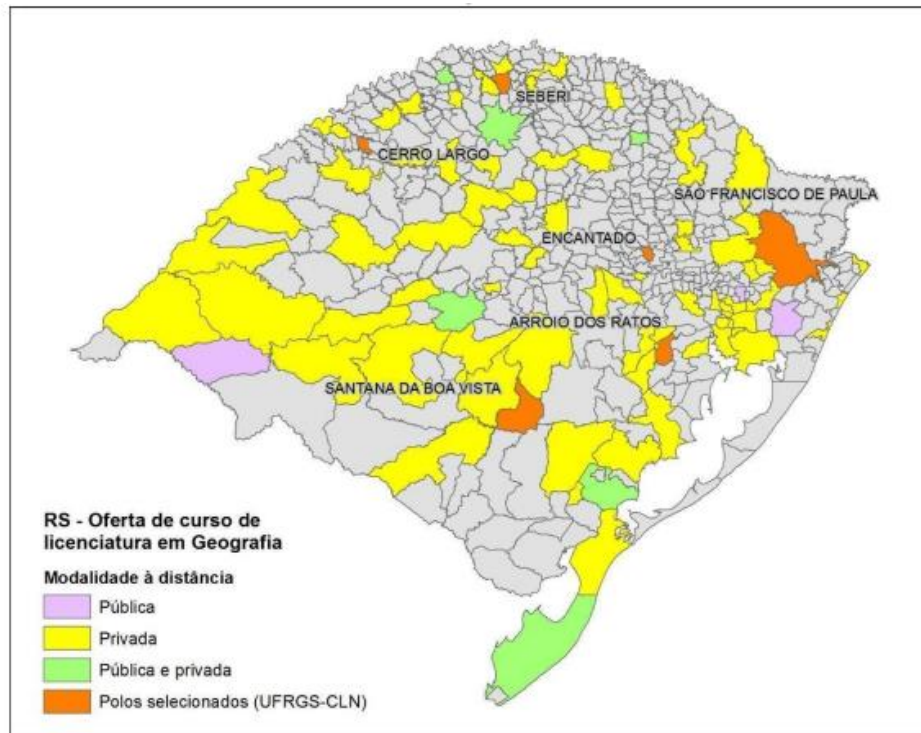 SEBERI
CERRO LARGO
SÃO FRANCISCO DE PAULA
ENCANTADO
ARROIO DOS RATOS
SANTANA DA BOA VISTA
RS - Oferta de curso de
licenciatura em Geografia
Modalidade à distância
Pública
Privada
Pública e privada
Polos selecionados (UFRGS-CLN)